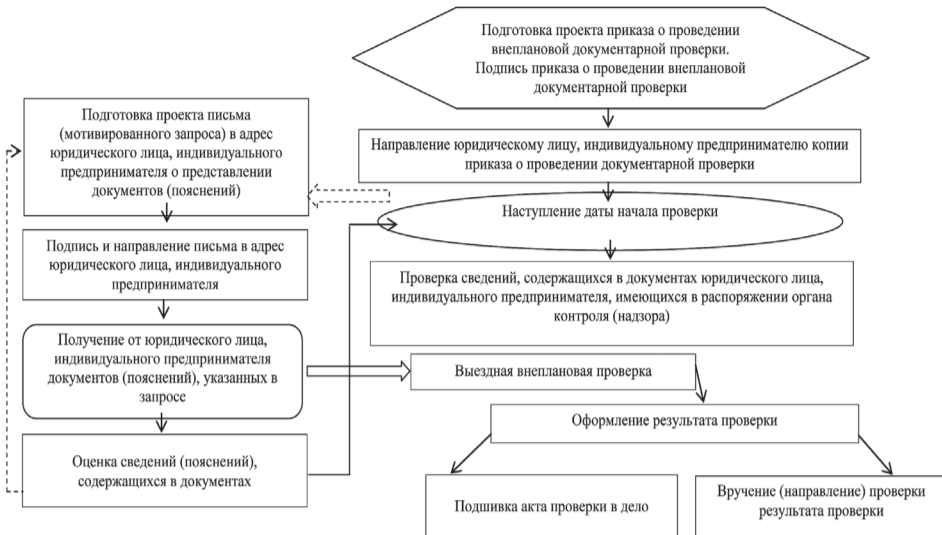 Подготовка проекта приказа о проведении
внеплановой документарной проверки.
Подпись приказа о проведении внеплановой
документарной проверки
Направление юридическому лицу, индивидуальному предпринимателю копии
приказа о проведении документарной проверки
Наступление даты начала проверки
Проверка сведений, содержащихся в документах юридического лица,
индивидуального предпринимателя, имеющихся в распоряжении органа
контроля (надзора)
Подготовка проекта письма
(мотивированного запроса) в адрес
юридического лица, индивидуального
предпринимателя о представлении
документов (пояснений)
Подпись и направление письма в адрес
юридического лица, индивидуального
предпринимателя
Получение от юридического лица,
индивидуального предпринимателя
документов (пояснений), указанных в
запросе
Оценка сведений (пояснений),
содержащихся в документах
Выездная внеплановая проверка
Оформление результата проверки
Подшивка акта проверки в дело
Вручение (направление) проверки
результата проверки